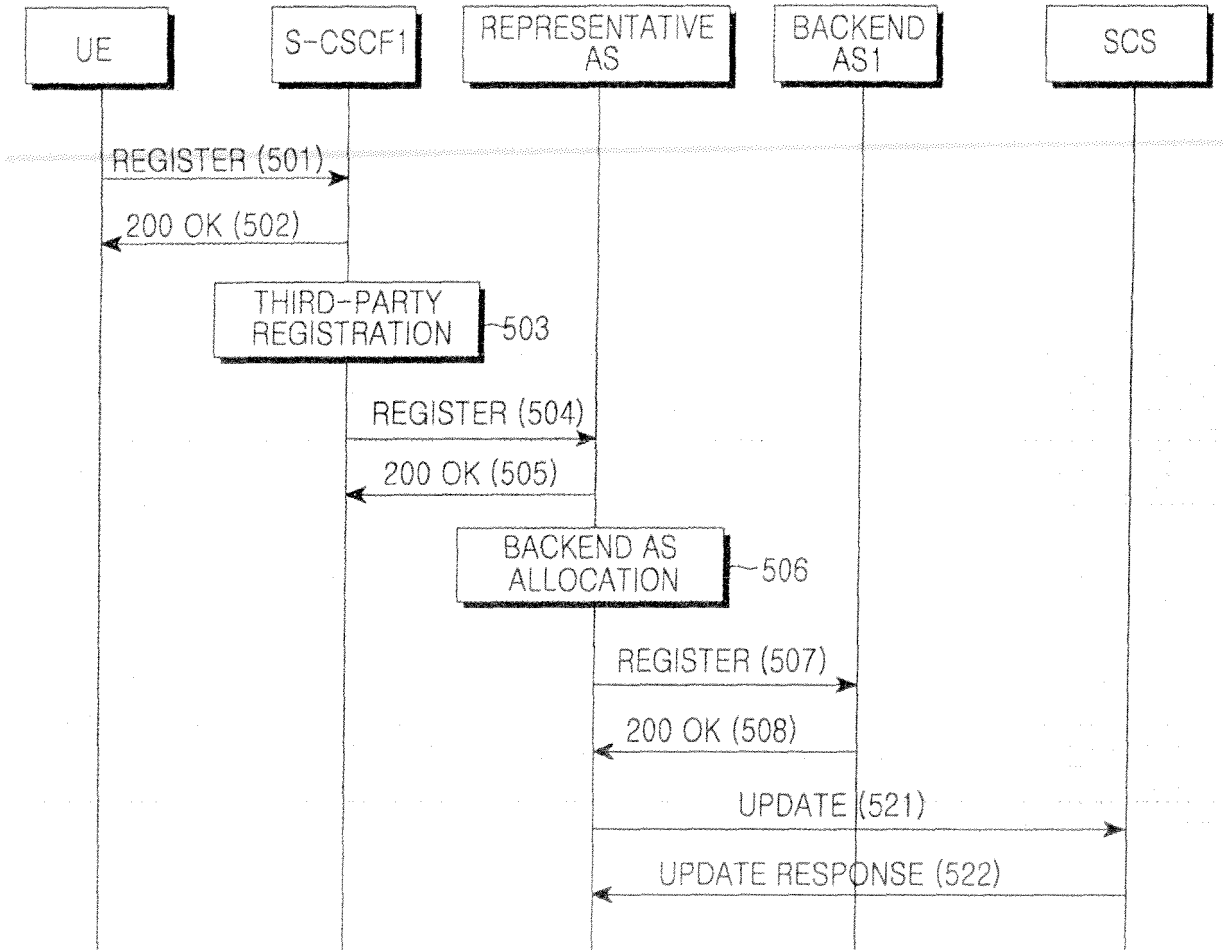 UE
S-CSCF1
REPRESENTATIVE
AS
BACKEND
AS1
SCS
REGISTER (501)
200 OK (502)
THIRD-PARTY
REGISTRATION
503
REGISTER (504)
200 OK (505)
BACKEND AS
ALLOCATION
506
REGISTER (507)
200 OK (508)
UPDATE (521)
UPDATE RESPONSE (522)